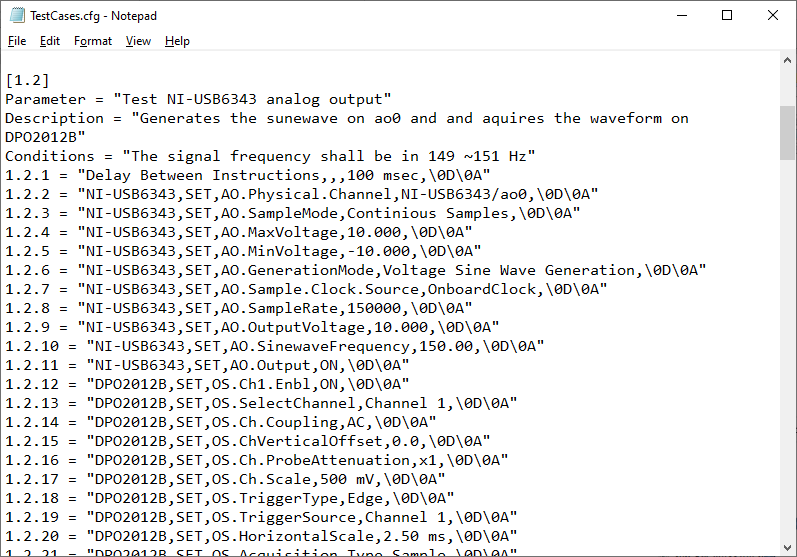 TestCases.cfg - Notepad
File Edit Format View Help
[1.2]
Parameter = "Test NI-USB6343 analog output"
Description = "Generates the sunewave on ao0 and and aquires the waveform on
DPO2012B"
Conditions = "The signal frequency shall be in 149 ~151 Hz"
1.2.1 = "Delay Between Instructions,,,100 msec,\0D\0A"
1.2.2 = "NI-USB6343,SET,AO.Physical.Channel,NI-USB6343/ao0,\0D\0A"
1.2.3 = "NI-USB6343,SET,AO.SampleMode,Continious Samples,\0D\0A"
1.2.4 = "NI-USB6343,SET,AO.MaxVoltage,10.000,\0D\0A"
1.2.5 = "NI-USB6343,SET,AO.MinVoltage,-10.000,\0D\0A"
1.2.6 = "NI-USB6343,SET,AO.GenerationMode,Voltage Sine Wave Generation,\0D\0A"
1.2.7 = "NI-USB6343,SET,AO.Sample.Clock.Source,OnboardClock,\0D\0A"
1.2.8 = "NI-USB6343,SET,AO.SampleRate,150000,\0D\0A"
1.2.9 = "NI-USB6343,SET,AO.OutputVoltage,10.000,\0D\0A"
1.2.10 = "NI-USB6343,SET,AO.SinewaveFrequency,150.00,\0D\0A"
1.2.11 = "NI-USB6343,SET,AO.Output,ON,\0D\0A"
1.2.12 = "DPO2012B,SET,OS.Ch1.Enbl,ON,\0D\0A"
1.2.13 = "DPO2012B,SET,OS.SelectChannel,Channel 1,\0D\0A"
1.2.14 = "DPO2012B,SET,OS.Ch.Coupling,AC,\0D\0A"
1.2.15 = "DPO2012B,SET,OS.ChVerticalOffset,0.0,\0D\0A"
1.2.16 = "DPO2012B,SET,OS.Ch.ProbeAttenuation,x1,\0D\0A"
1.2.17 = "DPO2012B,SET,OS.Ch.Scale,500 mV,\0D\0A"
1.2.18 = "DPO2012B,SET,OS.TriggerType,Edge,\0D\0A"
1.2.19 = "DPO2012B,SET,OS.TriggerSource,Channel 1,\0D\0A"
1.2.20 = "DPO2012B,SET,OS.HorizontalScale,2.50 ms,\0D\0A"
1.2.21 = "DPO2012B,SET,OS.Acquisition Type,Sample,\0D\0A"